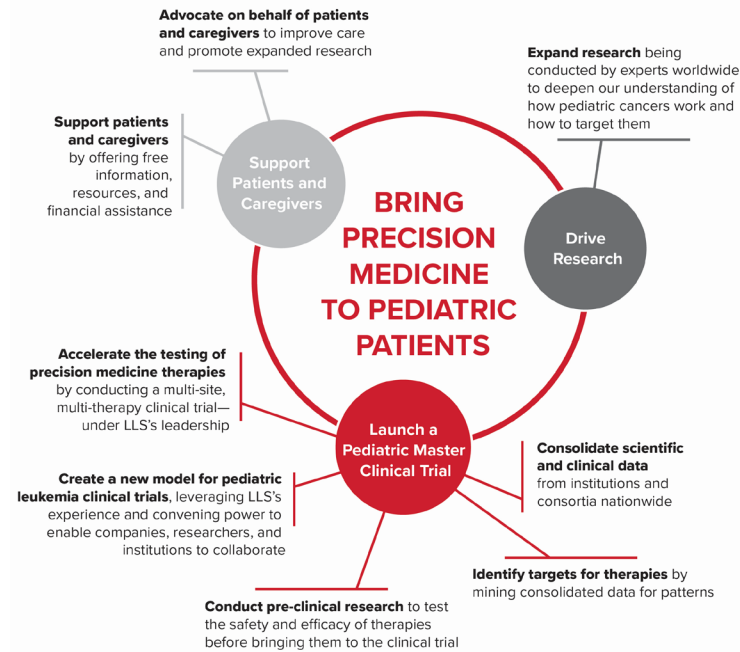 Advocate on behalf of patients
and caregivers to improve care
and promote expanded research
Expand research being
conducted by experts worldwide
to deepen our understanding of
how pediatric cancers work and
how to target them
Support patients
and caregivers
by offering free
information,
resources, and
financial assistance
Support
Patients and
Caregivers
BRING
PRECISION
MEDICINE
TO PEDIATRIC
PATIENTS
Drive
Research
Accelerate the testing of
precision medicine therapies
by conducting a multi-site,
multi-therapy clinical trial—
under LLS's leadership
Launch a
Pediatric Master
Clinical Trial
Consolidate scientific
and clinical data
from institutions and
consortia nationwide
Create a new model for pediatric
leukemia clinical trials, leveraging LLS's
experience and convening power to
enable companies, researchers, and
institutions to collaborate
Identify targets for therapies by
mining consolidated data for patterns
Conduct pre-clinical research to test
the safety and efficacy of therapies
before bringing them to the clinical trial